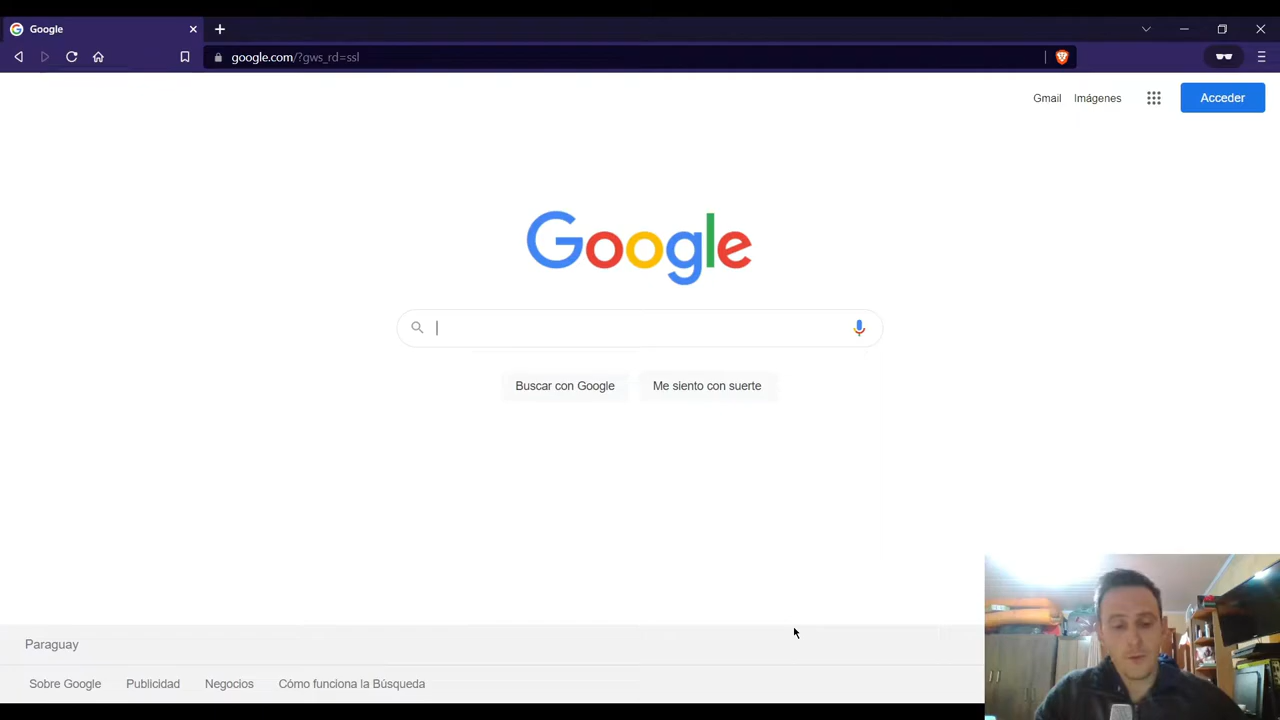 Google
google.com/?gws_rd=ssl
Gmail Imágenes Acceder
Google
Buscar con Google Me siento con suerte
Paraguay
Sobre Google Publicidad Negocios Cómo funciona la Búsqueda